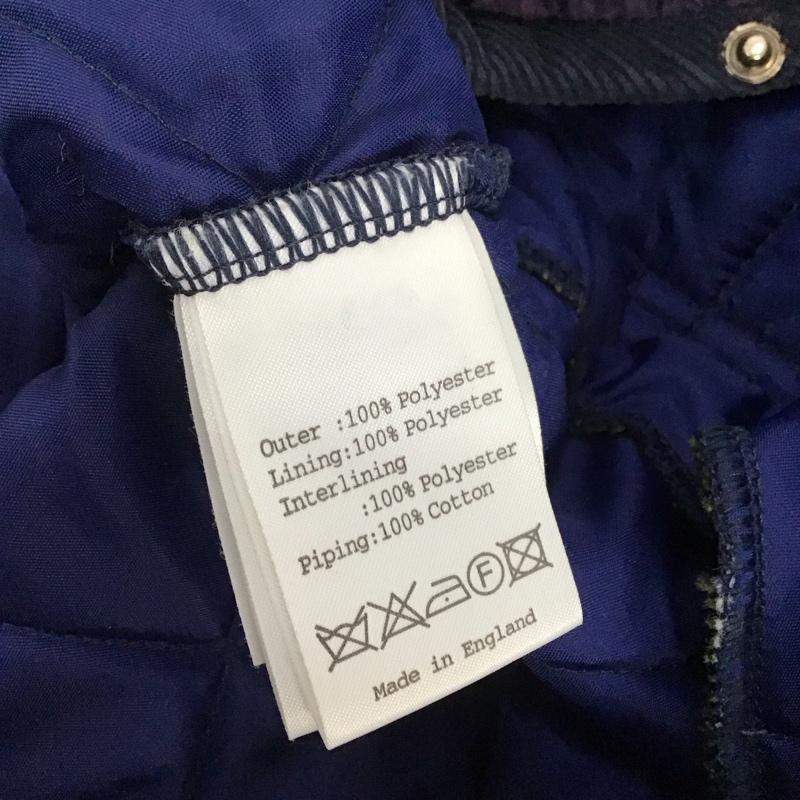 Outer :100% Polyester
Lining:100% Polyester
Interlining
:100% Polyester
Piping:100% Cotton
F
Made in England